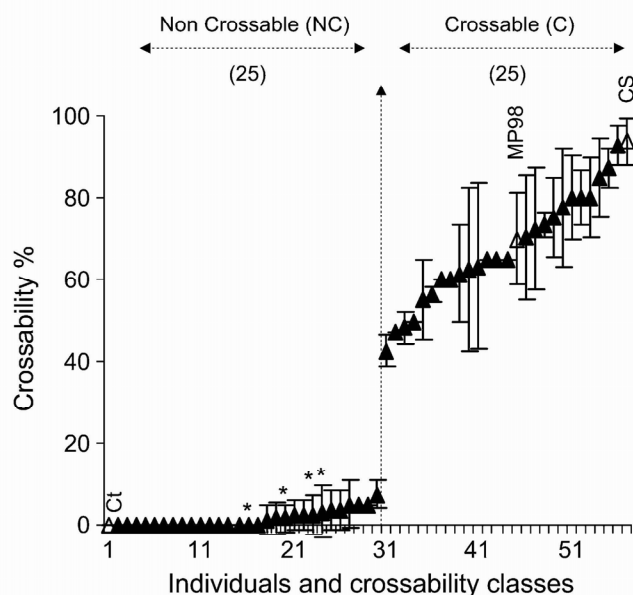 Non Crossable (NC) Crossable (C)
(25) (25)
CS
MP98
100
80
60
40
20
0
Crossability %
Ct
* * * *
1 11 21 31 41 51
Individuals and crossability classes